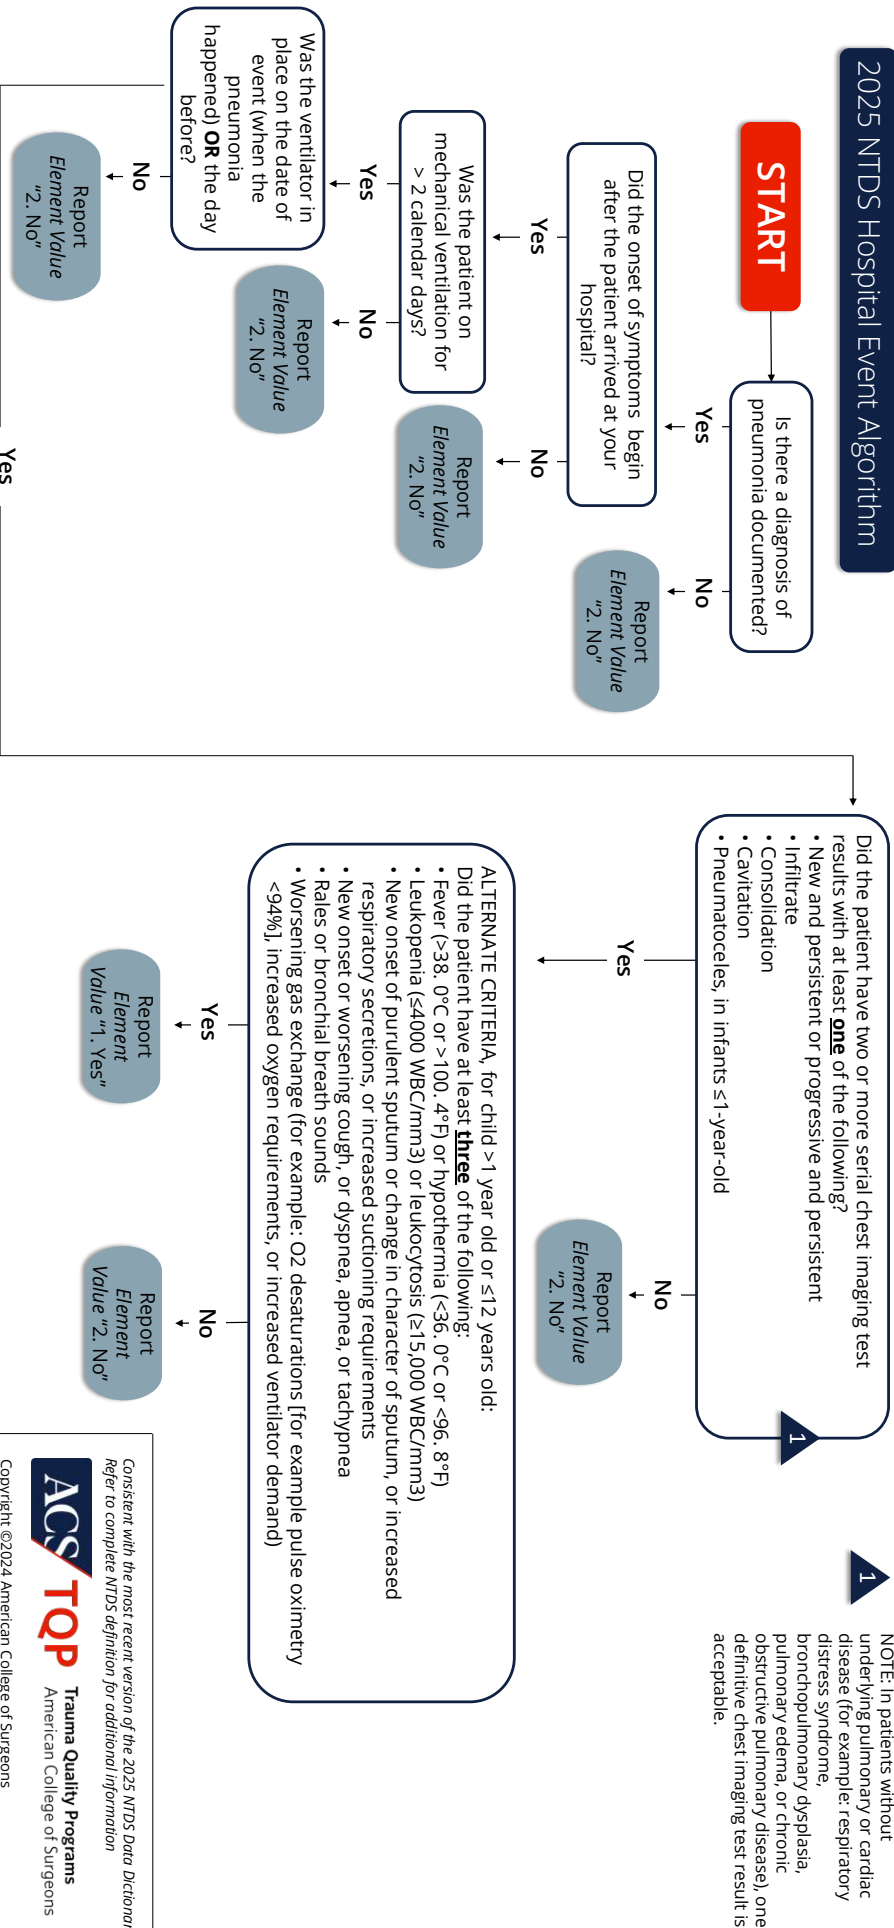 2025 NTDS Hospital Event Algorithm
START
Is there a diagnosis of
pneumonia documented?
Yes
No
Report
Element Value
“2. No”
Did the onset of symptoms begin
after the patient arrived at your
hospital?
Yes
No
Report
Element Value
“2. No”
Was the patient on
mechanical ventilation for
> 2 calendar days?
Yes
No
Report
Element Value
“2. No”
Was the ventilator in
place on the date of
event (when the
pneumonia
happened) OR the day
before?
No
Report
Element Value
“2. No”
Yes
Did the patient have two or more serial chest imaging test
results with at least one of the following?
• New and persistent or progressive and persistent
• Infiltrate
• Consolidation
• Cavitation
• Pneumatoceles, in infants ≤1-year-old
1
Yes
No
Report
Element Value
“2. No”
ALTERNATE CRITERIA, for child >1 year old or ≤12 years old:
Did the patient have at least three of the following:
• Fever (>38. 0°C or >100. 4°F) or hypothermia (<36. 0°C or <96. 8°F)
• Leukopenia (≤4000 WBC/mm3) or leukocytosis (≥15,000 WBC/mm3)
• New onset of purulent sputum or change in character of sputum, or increased
respiratory secretions, or increased suctioning requirements
• New onset or worsening cough, or dyspnea, apnea, or tachypnea
• Rales or bronchial breath sounds
• Worsening gas exchange (for example: O2 desaturations [for example pulse oximetry
<94%], increased oxygen requirements, or increased ventilator demand)
Yes
No
Report
Element
Value “1. Yes”
Report
Element
Value “2. No”
1
NOTE: In patients without
underlying pulmonary or cardiac
disease (for example: respiratory
distress syndrome,
bronchopulmonary dysplasia,
pulmonary edema, or chronic
obstructive pulmonary disease), one
definitive chest imaging test result is
acceptable.
Consistent with the most recent version of the 2025 NTDS Data Dictionar
Refer to complete NTDS definition for additional information
ACS TQP
Trauma Quality Programs
American College of Surgeons
Copyright ©2024 American College of Surgeons